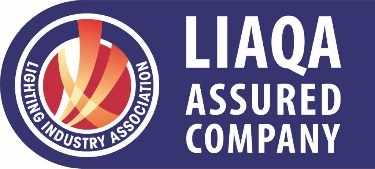 LIGHTING INDUSTRY ASSOCIATION
LIAQA
ASSURED
COMPANY